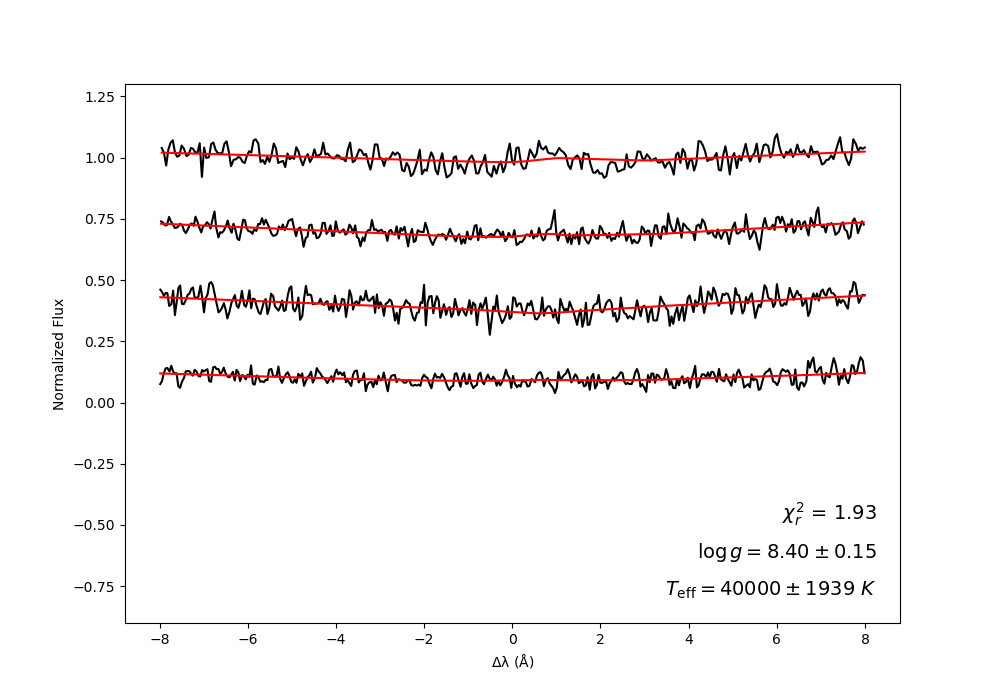 1.25
1.00
0.75
0.50
0.25
0.00
−0.25
−0.50
−0.75
Normalized Flux
χ²ᵣ = 1.93
log g = 8.40 ± 0.15
T_eff = 40000 ± 1939 K
−8 −6 −4 −2 0 2 4 6 8
Δλ (Å)